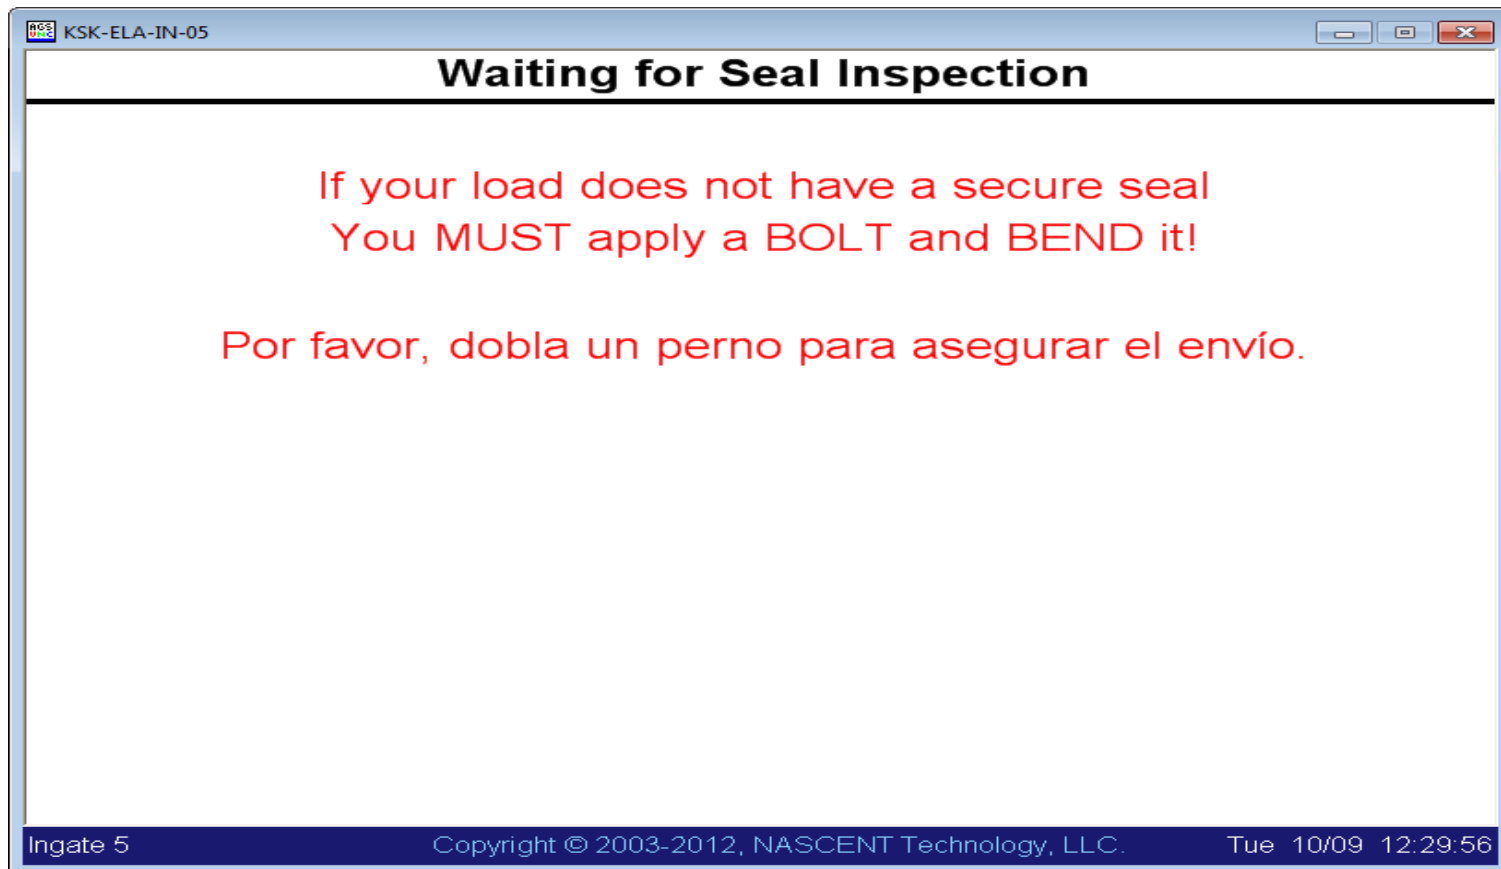 AGS
VNC
KSK-ELA-IN-05
Waiting for Seal Inspection
If your load does not have a secure seal
You MUST apply a BOLT and BEND it!
Por favor, dobla un perno para asegurar el envío.
Ingate 5
Copyright © 2003-2012, NASCENT Technology, LLC.
Tue 10/09 12:29:56